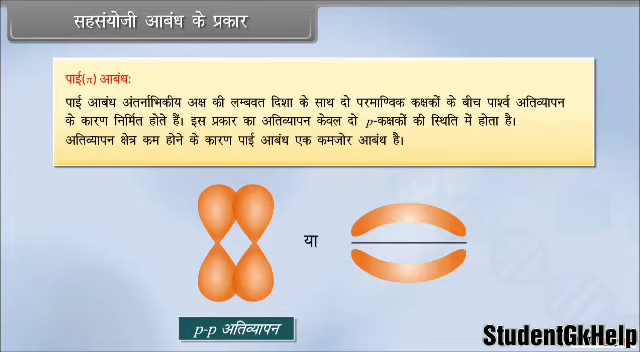 सहसंयोजी आबंध के प्रकार
पाई(π) आबंध:
पाई आबंध अंतर्नाभिकीय अक्ष की लम्बवत दिशा के साथ दो परमाण्विक कक्षकों के बीच पार्श्व अतिव्यापन
के कारण निर्मित होते हैं। इस प्रकार का अतिव्यापन केवल दो p-कक्षकों की स्थिति में होता है।
अतिव्यापन क्षेत्र कम होने के कारण पाई आबंध एक कमजोर आबंध है।
या
p-p अतिव्यापन
StudentGkHelp